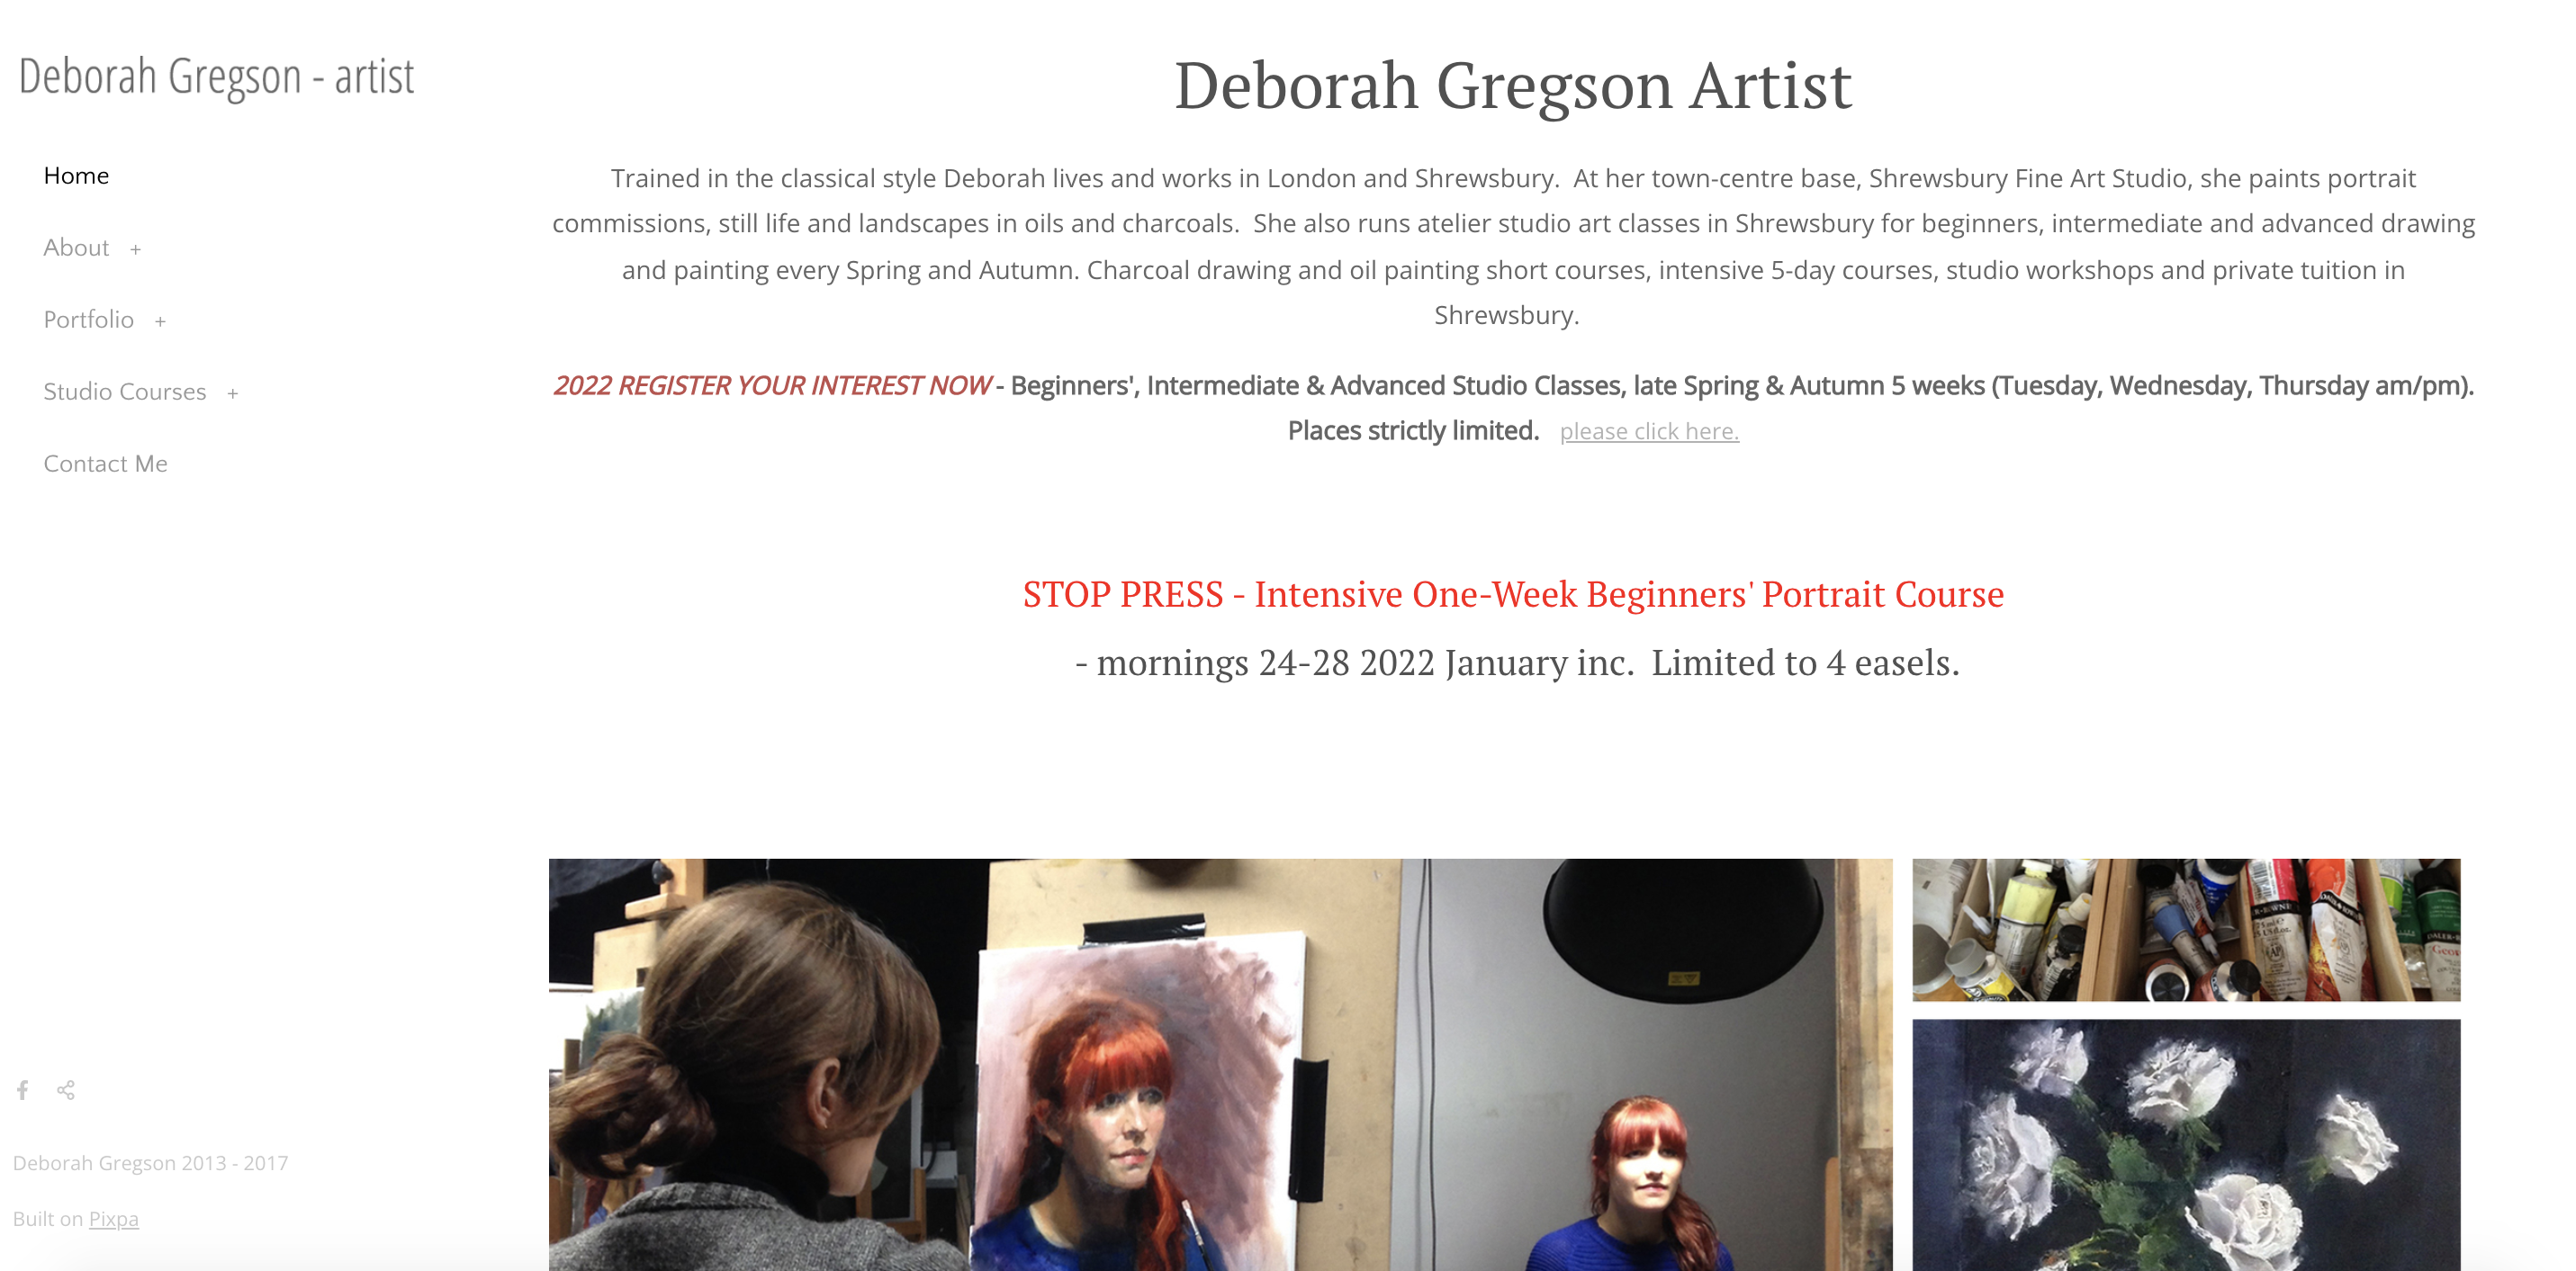 Deborah Gregson - artist
Home
About +
Portfolio +
Studio Courses +
Contact Me
Deborah Gregson 2013 - 2017
Built on Pixpa
Deborah Gregson Artist
Trained in the classical style Deborah lives and works in London and Shrewsbury. At her town-centre base, Shrewsbury Fine Art Studio, she paints portrait
commissions, still life and landscapes in oils and charcoals. She also runs atelier studio art classes in Shrewsbury for beginners, intermediate and advanced drawing
and painting every Spring and Autumn. Charcoal drawing and oil painting short courses, intensive 5-day courses, studio workshops and private tuition in
Shrewsbury.
2022 REGISTER YOUR INTEREST NOW - Beginners', Intermediate & Advanced Studio Classes, late Spring & Autumn 5 weeks (Tuesday, Wednesday, Thursday am/pm).
Places strictly limited. please click here.
STOP PRESS - Intensive One-Week Beginners' Portrait Course
- mornings 24-28 2022 January inc. Limited to 4 easels.